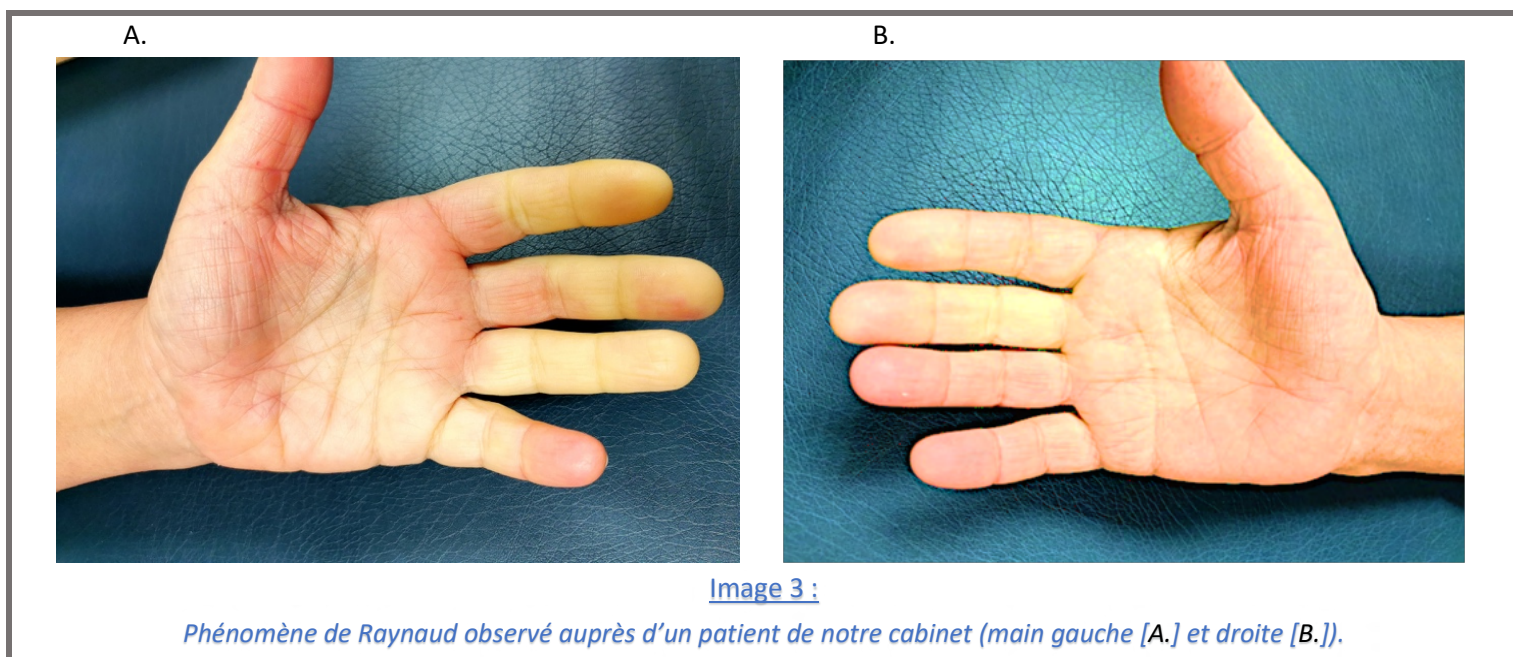 A.
B.
Image 3 :
Phénomène de Raynaud observé auprès d’un patient de notre cabinet (main gauche [A.] et droite [B.]).